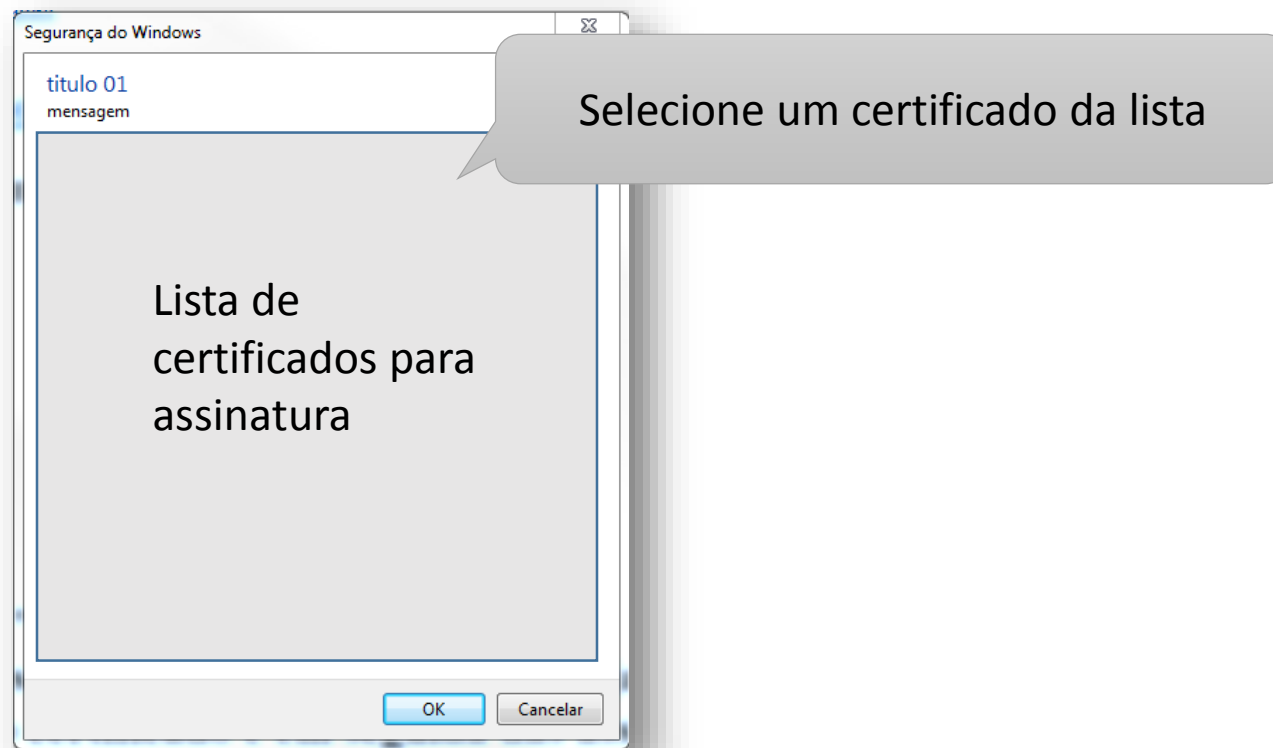 Segurança do Windows
titulo 01
mensagem
Selecione um certificado da lista
Lista de
certificados para
assinatura
OK
Cancelar